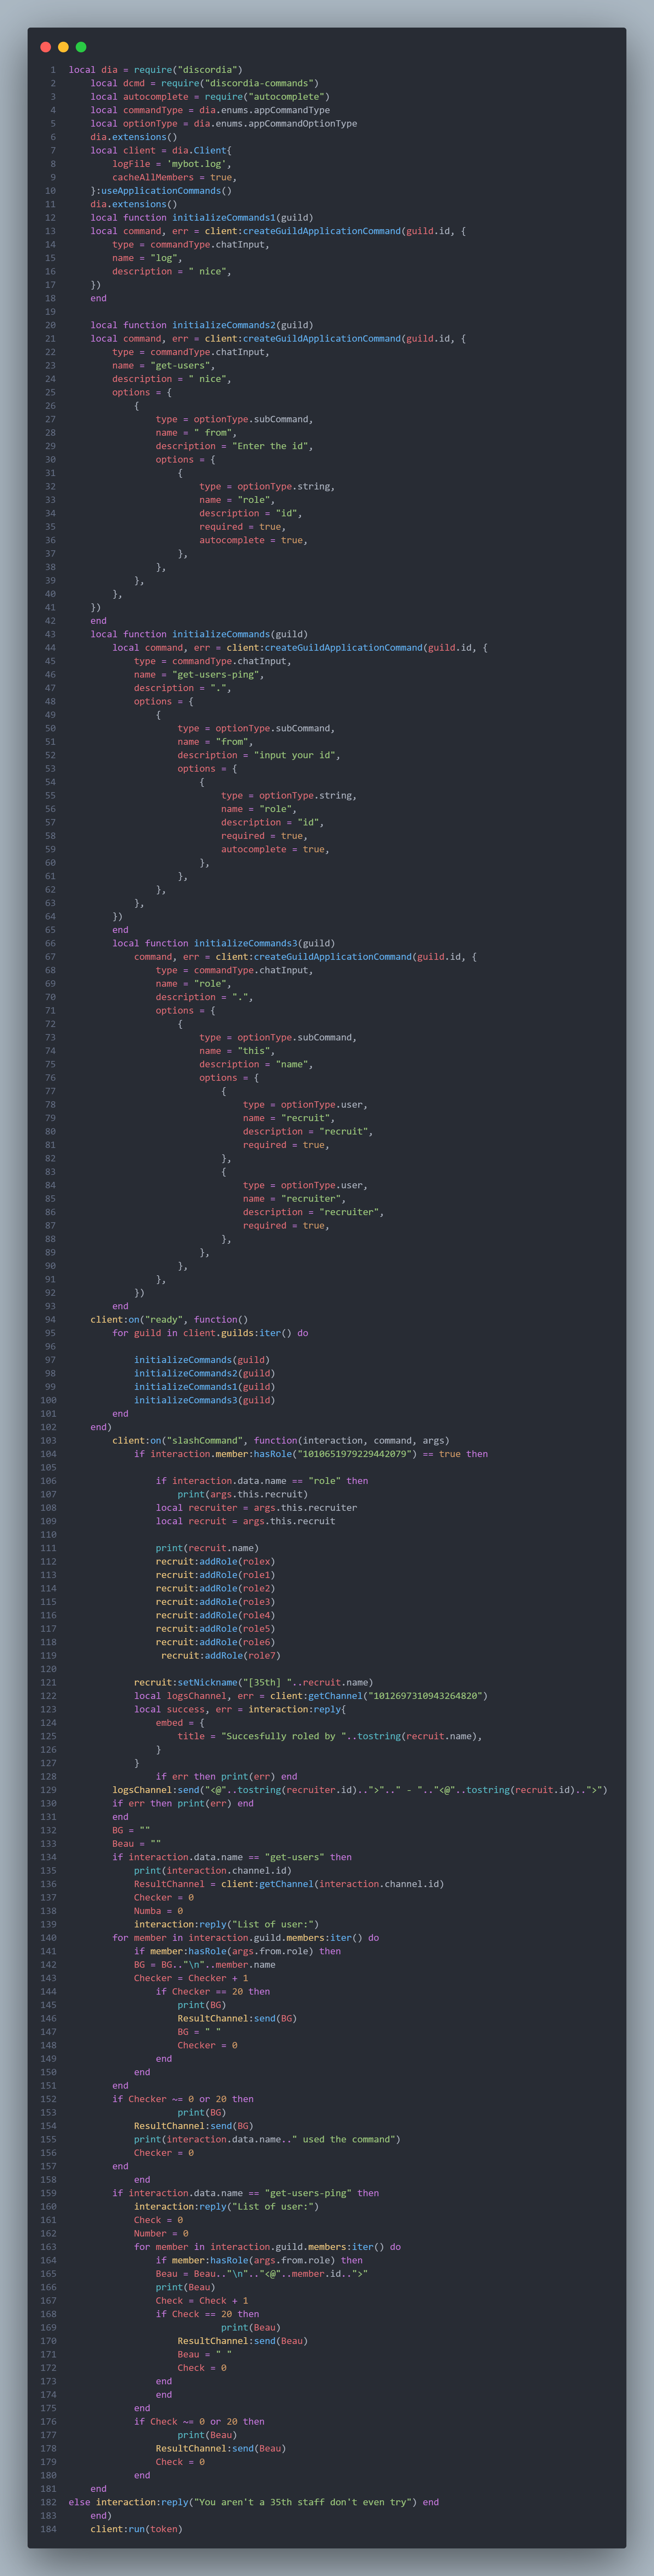 1 local dia = require("discordia")
2     local dcmd = require("discordia-commands")
3     local autocomplete = require("autocomplete")
4     local commandType = dia.enums.appCommandType
5     local optionType = dia.enums.appCommandOptionType
6     dia.extensions()
7     local client = dia.Client{
8         logFile = 'mybot.log',
9         cacheAllMembers = true,
10     }:useApplicationCommands()
11     dia.extensions()
12     local function initializeCommands1(guild)
13     local command, err = client:createGuildApplicationCommand(guild.id, {
14         type = commandType.chatInput,
15         name = "log",
16         description = " nice",
17     })
18     end
19
20     local function initializeCommands2(guild)
21     local command, err = client:createGuildApplicationCommand(guild.id, {
22         type = commandType.chatInput,
23         name = "get-users",
24         description = " nice",
25         options = {
26             {
27                 type = optionType.subCommand,
28                 name = " from",
29                 description = "Enter the id",
30                 options = {
31                     {
32                         type = optionType.string,
33                         name = "role",
34                         description = "id",
35                         required = true,
36                         autocomplete = true,
37                     },
38                 },
39             },
40         },
41     })
42     end
43     local function initializeCommands(guild)
44         local command, err = client:createGuildApplicationCommand(guild.id, {
45             type = commandType.chatInput,
46             name = "get-users-ping",
47             description = ".",
48             options = {
49                 {
50                     type = optionType.subCommand,
51                     name = "from",
52                     description = "input your id",
53                     options = {
54                         {
55                             type = optionType.string,
56                             name = "role",
57                             description = "id",
58                             required = true,
59                             autocomplete = true,
60                         },
61                     },
62                 },
63             },
64         })
65         end
66         local function initializeCommands3(guild)
67             command, err = client:createGuildApplicationCommand(guild.id, {
68                 type = commandType.chatInput,
69                 name = "role",
70                 description = ".",
71                 options = {
72                     {
73                         type = optionType.subCommand,
74                         name = "this",
75                         description = "name",
76                         options = {
77                             {
78                                 type = optionType.user,
79                                 name = "recruit",
80                                 description = "recruit",
81                                 required = true,
82                             },
83                             {
84                                 type = optionType.user,
85                                 name = "recruiter",
86                                 description = "recruiter",
87                                 required = true,
88                             },
89                         },
90                     },
91                 },
92             })
93         end
94     client:on("ready", function()
95         for guild in client.guilds:iter() do
96
97             initializeCommands(guild)
98             initializeCommands2(guild)
99             initializeCommands1(guild)
100             initializeCommands3(guild)
101         end
102     end)
103         client:on("slashCommand", function(interaction, command, args)
104             if interaction.member:hasRole("1010651979229442079") == true then
105
106                 if interaction.data.name == "role" then
107                     print(args.this.recruit)
108                 local recruiter = args.this.recruiter
109                 local recruit = args.this.recruit
110
111                 print(recruit.name)
112                 recruit:addRole(rolex)
113                 recruit:addRole(role1)
114                 recruit:addRole(role2)
115                 recruit:addRole(role3)
116                 recruit:addRole(role4)
117                 recruit:addRole(role5)
118                 recruit:addRole(role6)
119                  recruit:addRole(role7)
120
121             recruit:setNickname("[35th] "..recruit.name)
122             local logsChannel, err = client:getChannel("1012697310943264820")
123             local success, err = interaction:reply{
124                 embed = {
125                     title = "Succesfully roled by "..tostring(recruit.name),
126                 }
127             }
128                 if err then print(err) end
129         logsChannel:send("<@"..tostring(recruiter.id)..">".." - ".."<@"..tostring(recruit.id)..">")
130         if err then print(err) end
131         end
132         BG = ""
133         Beau = ""
134         if interaction.data.name == "get-users" then
135             print(interaction.channel.id)
136             ResultChannel = client:getChannel(interaction.channel.id)
137             Checker = 0
138             Numba = 0
139             interaction:reply("List of user:")
140         for member in interaction.guild.members:iter() do
141             if member:hasRole(args.from.role) then
142             BG = BG.."\n"..member.name
143             Checker = Checker + 1
144                 if Checker == 20 then
145                     print(BG)
146                     ResultChannel:send(BG)
147                     BG = " "
148                     Checker = 0
149                 end
150             end
151         end
152         if Checker ~= 0 or 20 then
153                     print(BG)
154             ResultChannel:send(BG)
155             print(interaction.data.name.." used the command")
156             Checker = 0
157         end
158             end
159         if interaction.data.name == "get-users-ping" then
160             interaction:reply("List of user:")
161             Check = 0
162             Number = 0
163             for member in interaction.guild.members:iter() do
164                 if member:hasRole(args.from.role) then
165                 Beau = Beau.."\n".."<@"..member.id..">"
166                 print(Beau)
167                 Check = Check + 1
168                 if Check == 20 then
169                             print(Beau)
170                     ResultChannel:send(Beau)
171                     Beau = " "
172                     Check = 0
173                 end
174                 end
175             end
176             if Check ~= 0 or 20 then
177                     print(Beau)
178                 ResultChannel:send(Beau)
179                 Check = 0
180             end
181     end
182 else interaction:reply("You aren't a 35th staff don't even try") end
183     end)
184     client:run(token)